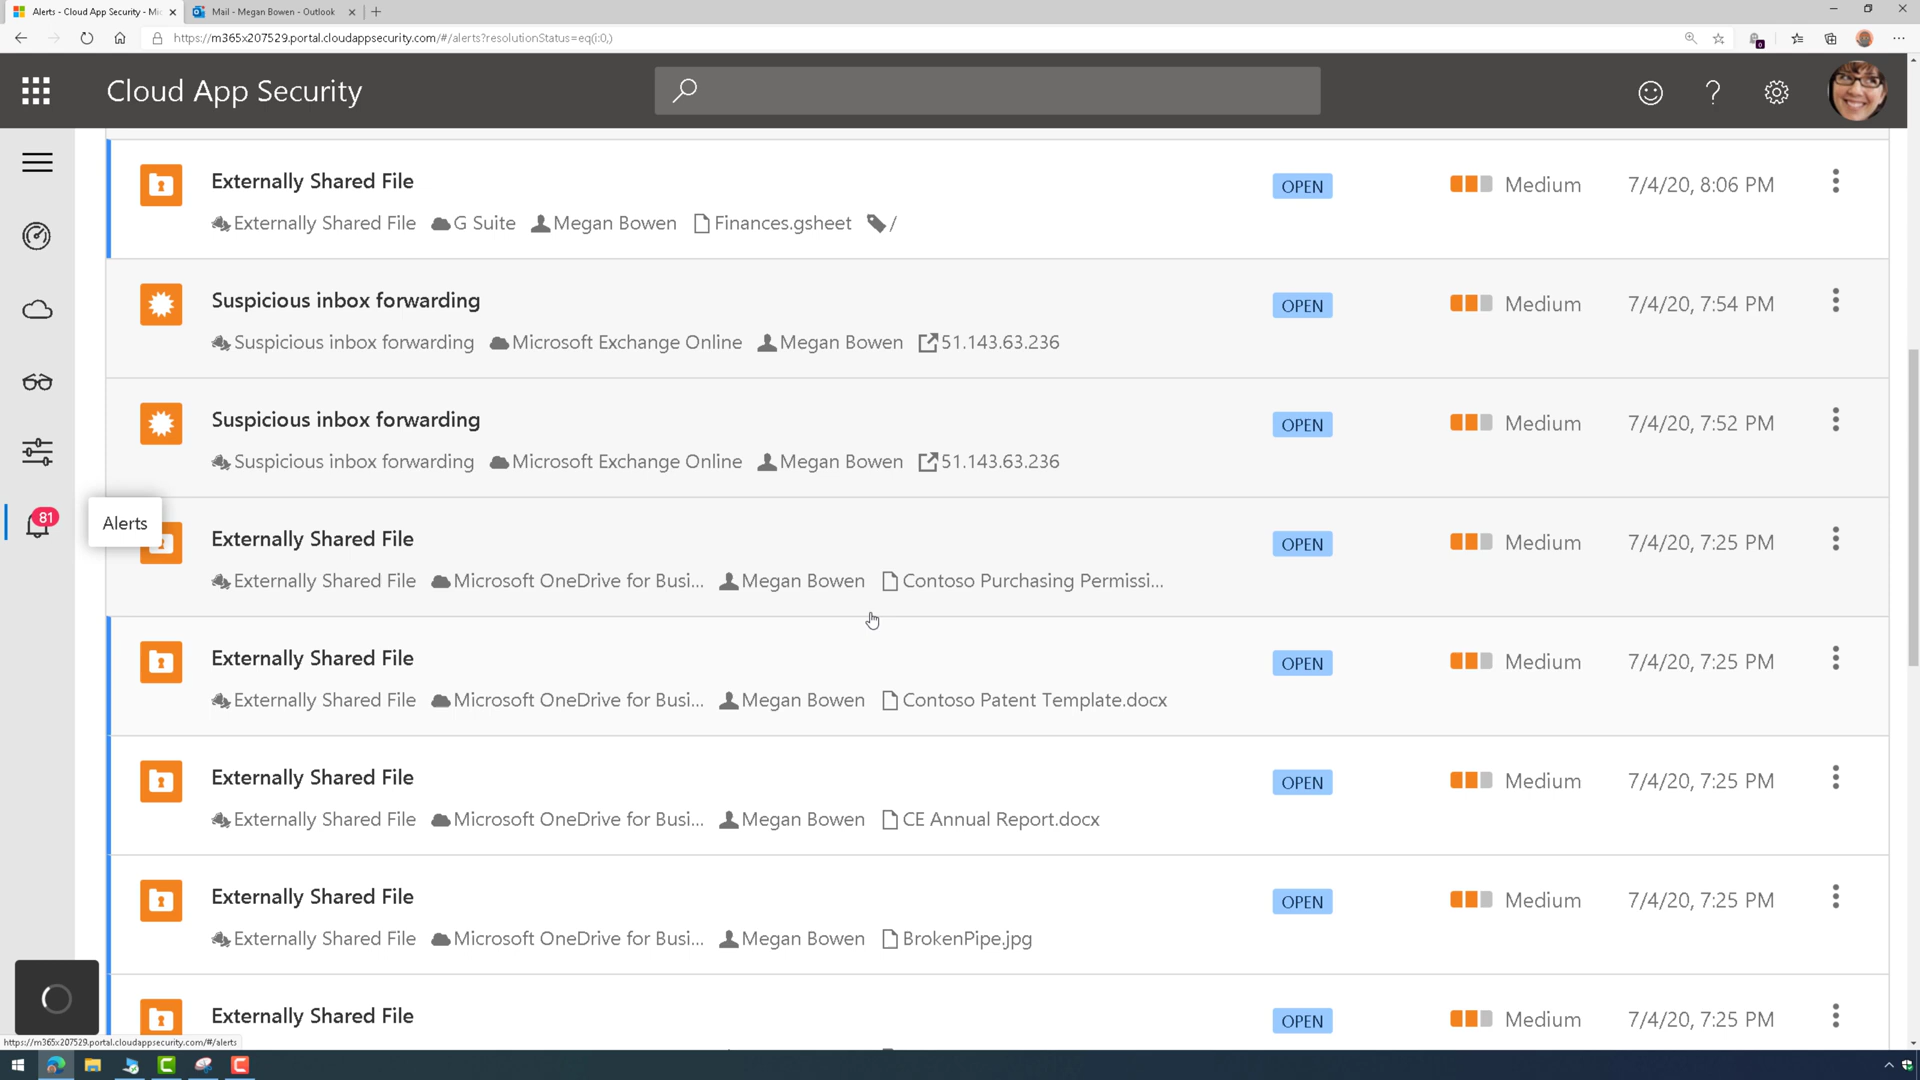 Alerts - Cloud App Security - Mic
Mail - Megan Bowen - Outlook
https://m365x207529.portal.cloudappsecurity.com/#/alerts?resolutionStatus=eq(i:0,)
0
Cloud App Security
Externally Shared File OPEN Medium 7/4/20, 8:06 PM
Externally Shared File G Suite Megan Bowen Finances.gsheet /
Suspicious inbox forwarding OPEN Medium 7/4/20, 7:54 PM
Suspicious inbox forwarding Microsoft Exchange Online Megan Bowen 51.143.63.236
Suspicious inbox forwarding OPEN Medium 7/4/20, 7:52 PM
Suspicious inbox forwarding Microsoft Exchange Online Megan Bowen 51.143.63.236
81
Alerts
Externally Shared File OPEN Medium 7/4/20, 7:25 PM
Externally Shared File Microsoft OneDrive for Busi... Megan Bowen Contoso Purchasing Permissi...
Externally Shared File OPEN Medium 7/4/20, 7:25 PM
Externally Shared File Microsoft OneDrive for Busi... Megan Bowen Contoso Patent Template.docx
Externally Shared File OPEN Medium 7/4/20, 7:25 PM
Externally Shared File Microsoft OneDrive for Busi... Megan Bowen CE Annual Report.docx
Externally Shared File OPEN Medium 7/4/20, 7:25 PM
Externally Shared File Microsoft OneDrive for Busi... Megan Bowen BrokenPipe.jpg
Externally Shared File OPEN Medium 7/4/20, 7:25 PM
https://m365x207529.portal.cloudappsecurity.com/#/alerts